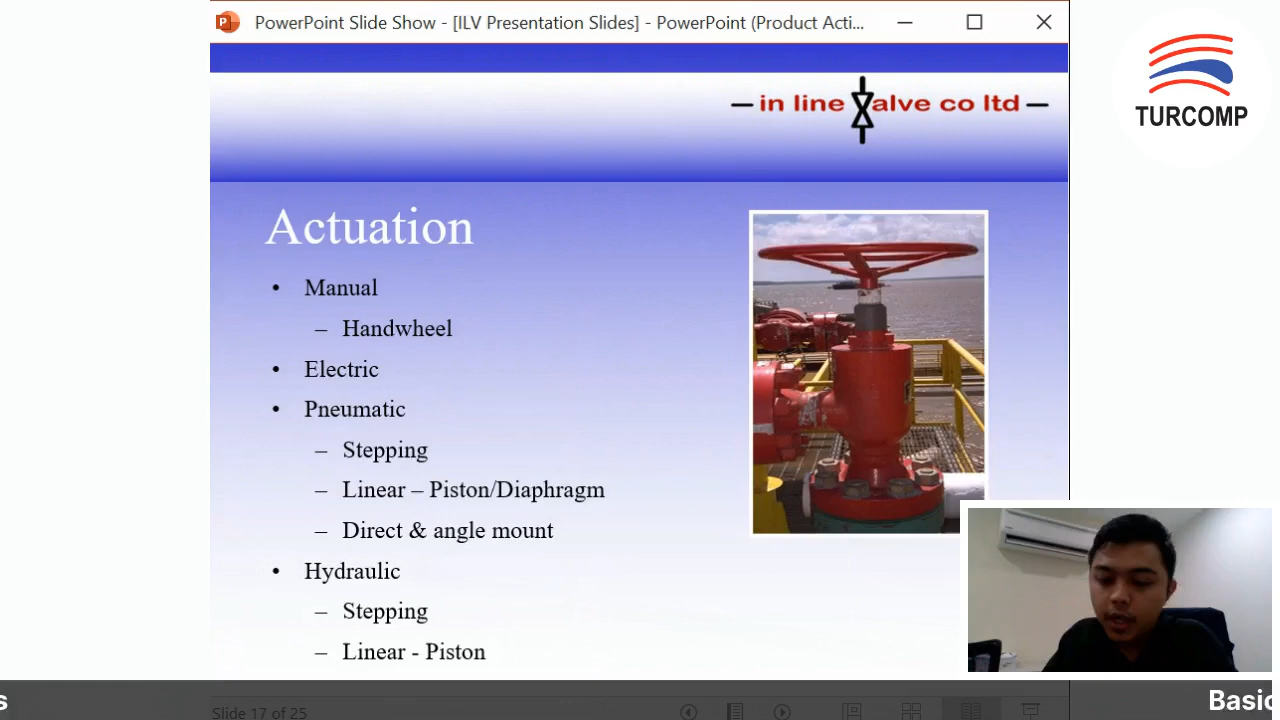 PowerPoint Slide Show - [ILV Presentation Slides] - PowerPoint (Product Acti...
TURCOMP
in line valve co ltd
Actuation
• Manual
– Handwheel
• Electric
• Pneumatic
– Stepping
– Linear – Piston/Diaphragm
– Direct & angle mount
• Hydraulic
– Stepping
– Linear - Piston
s
Basic
Slide 17 of 25